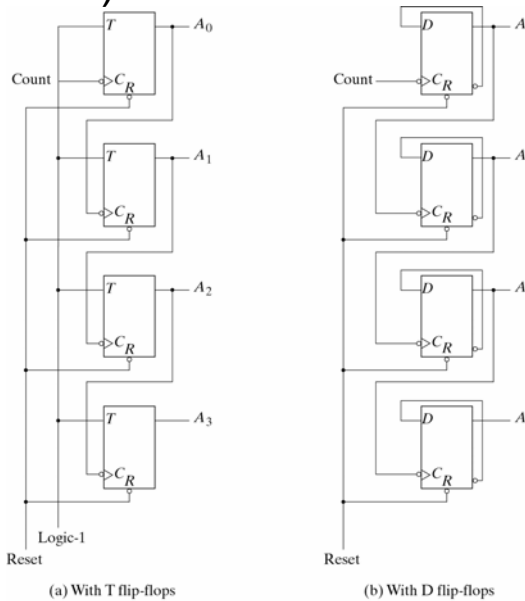 T
A0
Count
C
R
T
A1
C
R
T
A2
C
R
T
A3
C
R
Logic-1
Reset
(a) With T flip-flops
D
A
Count
C
R
D
A
C
R
D
A
C
R
D
A
C
R
Reset
(b) With D flip-flops